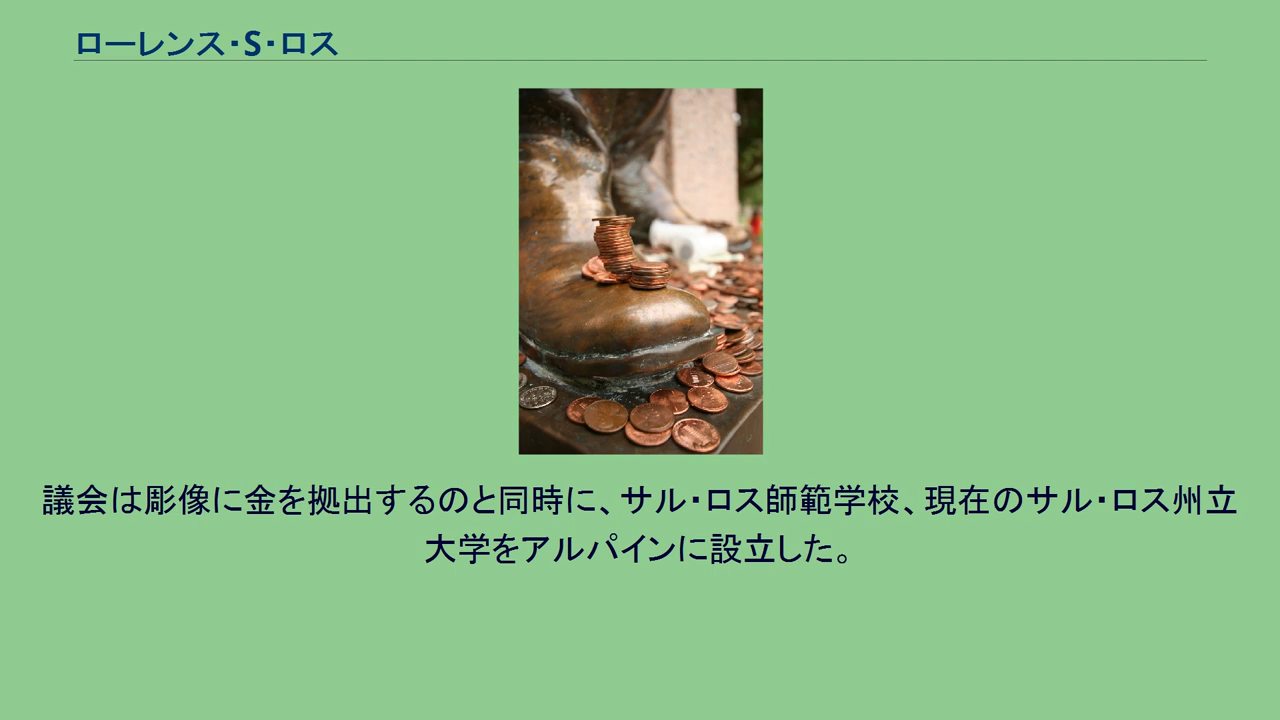 ローレンス・S・ロス
議会は彫像に金を拠出するのと同時に、サル・ロス師範学校、現在のサル・ロス州立
大学をアルパインに設立した。